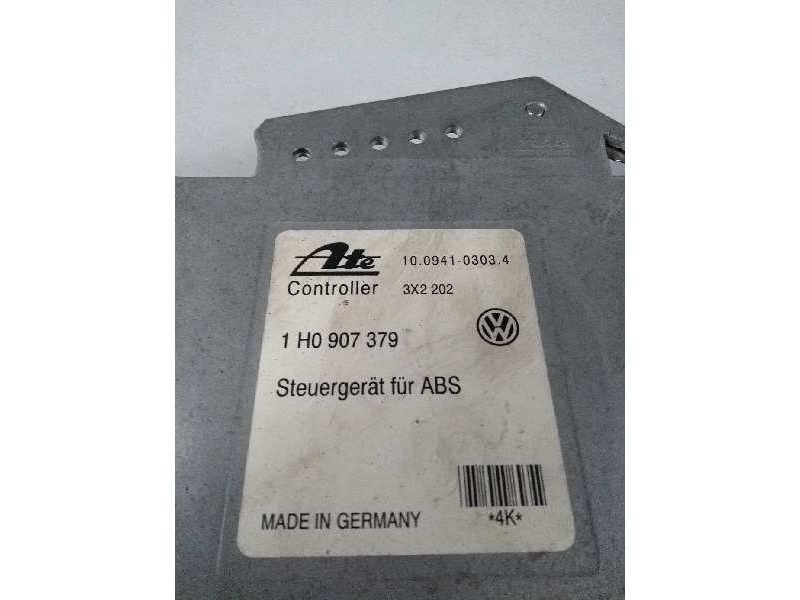 Ate 10.0941-0303.4
Controller 3X2 202
1 H0 907 379
Steuergerät für ABS
MADE IN GERMANY *4K*